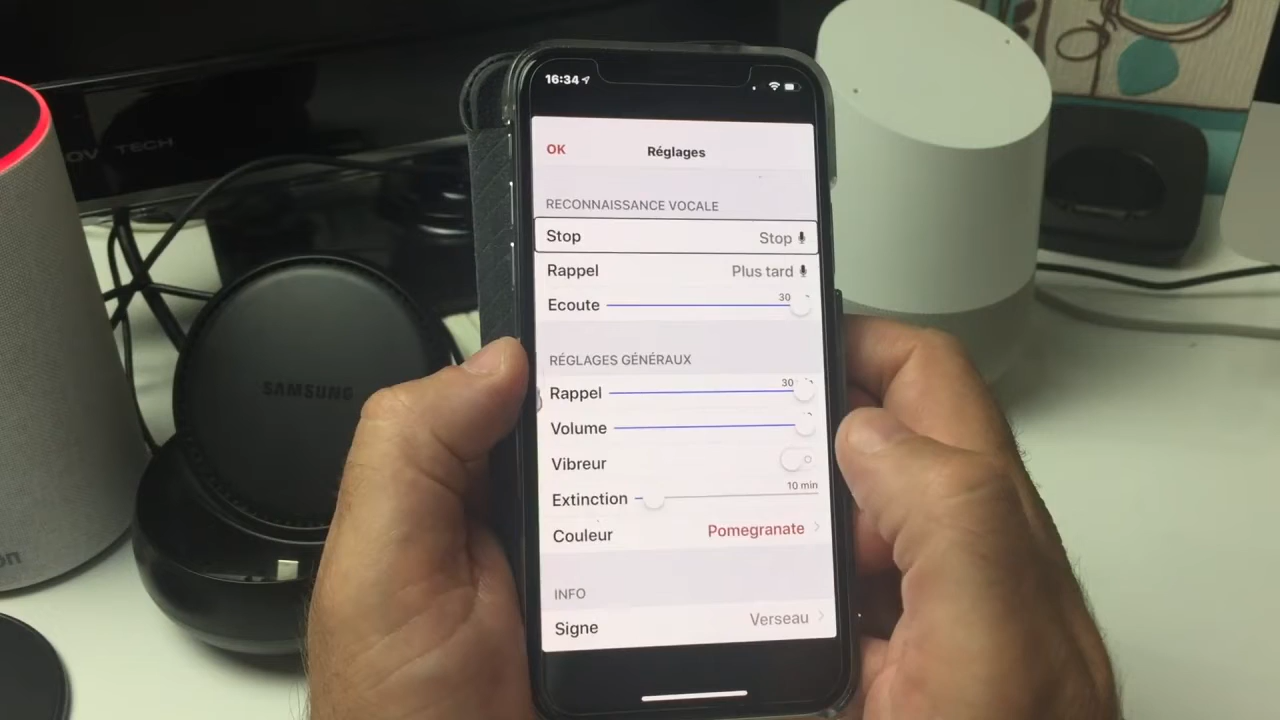 TECH
SAMSUNG
16:34
OK
Réglages
RECONNAISSANCE VOCALE
Stop Stop
Rappel Plus tard
Ecoute 30
RÉGLAGES GÉNÉRAUX
Rappel 30
Volume
Vibreur
Extinction 10 min
Couleur Pomegranate
INFO
Signe Verseau